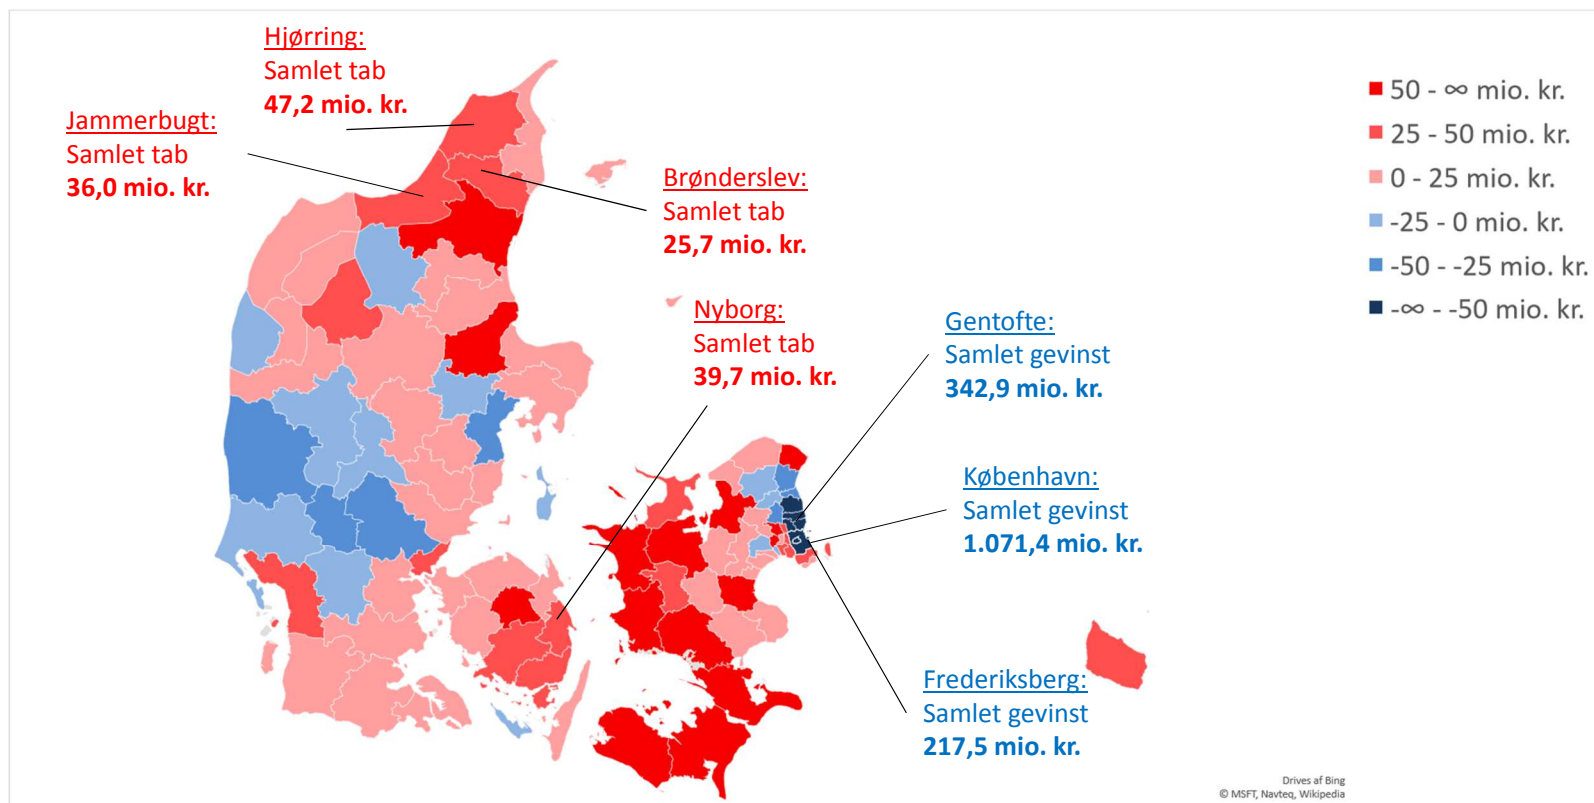 Hjørring:
Samlet tab
47,2 mio. kr.
Jammerbugt:
Samlet tab
36,0 mio. kr.
Brønderslev:
Samlet tab
25,7 mio. kr.
Nyborg:
Samlet tab
39,7 mio. kr.
Gentofte:
Samlet gevinst
342,9 mio. kr.
København:
Samlet gevinst
1.071,4 mio. kr.
Frederiksberg:
Samlet gevinst
217,5 mio. kr.
50 - ∞ mio. kr.
25 - 50 mio. kr.
0 - 25 mio. kr.
-25 - 0 mio. kr.
-50 - -25 mio. kr.
-∞ - -50 mio. kr.
Drives af Bing
© MSFT, Navteq, Wikipedia